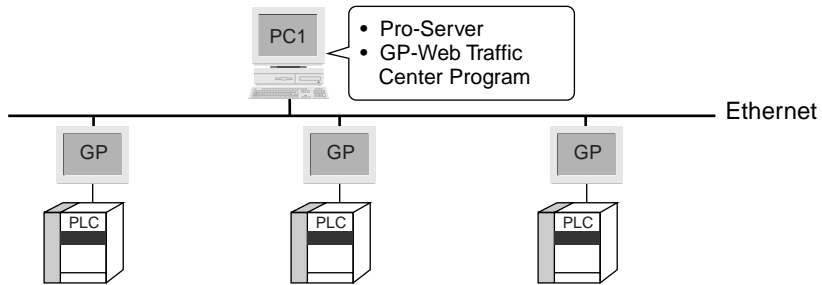 PC1
• Pro-Server
• GP-Web Traffic
Center Program
Ethernet
GP
GP
GP
PLC
PLC
PLC